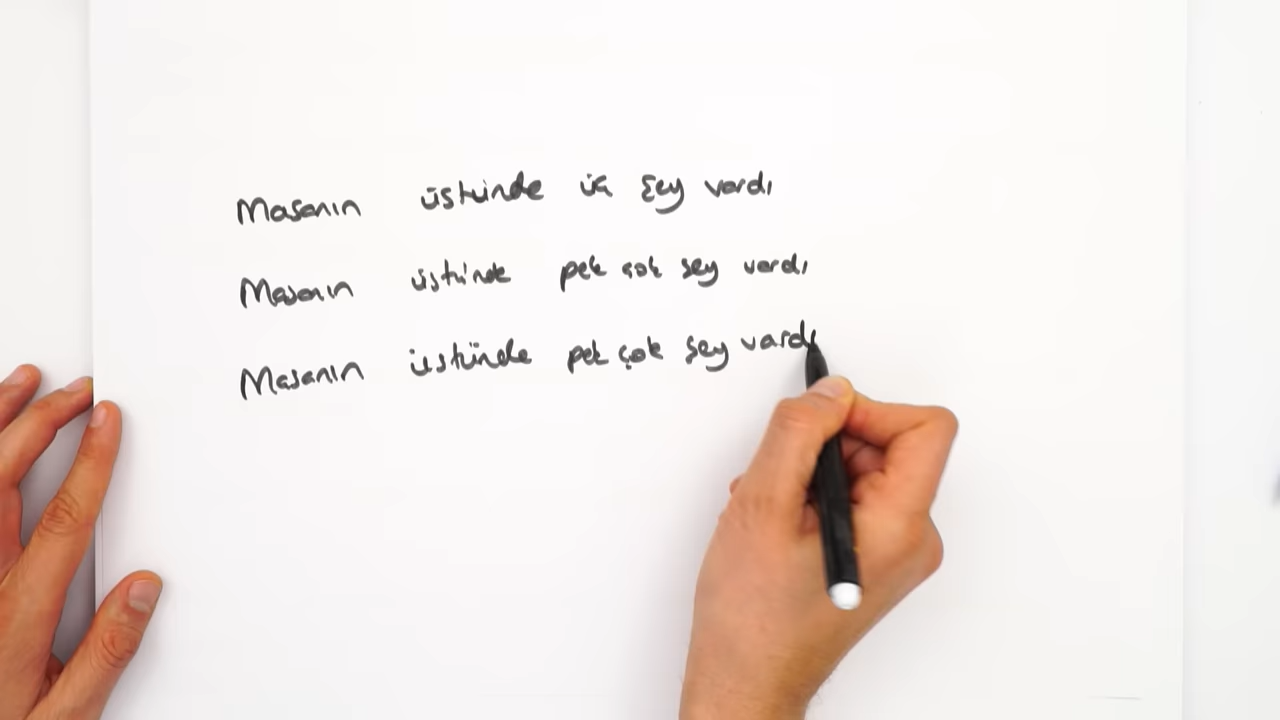 Masanın üstünde üç şey vardı
Masanın üstünde pek çok şey vardı
Masanın üstünde pek çok şey vardı